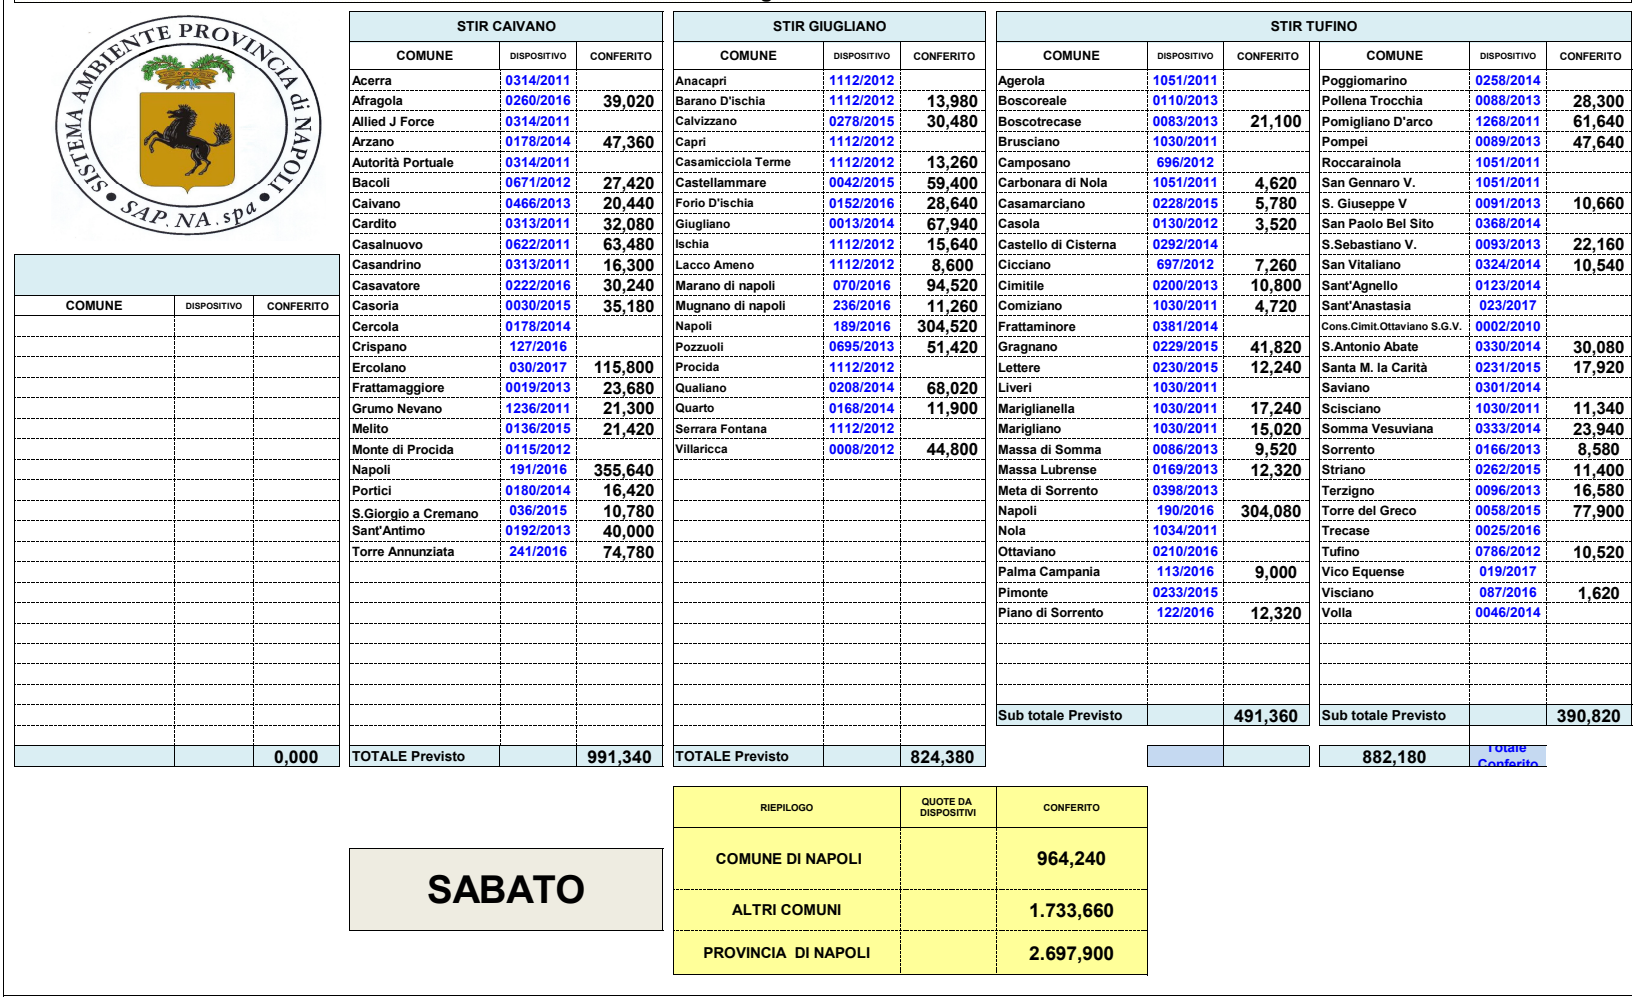 SISTEMA AMBIENTE PROVINCIA di NAPOLI
SAP.NA.spa
COMUNE DISPOSITIVO CONFERITO
0,000
STIR CAIVANO
COMUNE DISPOSITIVO CONFERITO
Acerra 0314/2011
Afragola 0260/2016 39,020
Allied J Force 0314/2011
Arzano 0178/2014 47,360
Autorità Portuale 0314/2011
Bacoli 0671/2012 27,420
Caivano 0466/2013 20,440
Cardito 0313/2011 32,080
Casalnuovo 0622/2011 63,480
Casandrino 0313/2011 16,300
Casavatore 0222/2016 30,240
Casoria 0030/2015 35,180
Cercola 0178/2014
Crispano 127/2016
Ercolano 030/2017 115,800
Frattamaggiore 0019/2013 23,680
Grumo Nevano 1236/2011 21,300
Melito 0136/2015 21,420
Monte di Procida 0115/2012
Napoli 191/2016 355,640
Portici 0180/2014 16,420
S.Giorgio a Cremano 036/2015 10,780
Sant'Antimo 0192/2013 40,000
Torre Annunziata 241/2016 74,780
TOTALE Previsto 991,340
STIR GIUGLIANO
COMUNE DISPOSITIVO CONFERITO
Anacapri 1112/2012
Barano D'ischia 1112/2012 13,980
Calvizzano 0278/2015 30,480
Capri 1112/2012
Casamicciola Terme 1112/2012 13,260
Castellammare 0042/2015 59,400
Forio D'ischia 0152/2016 28,640
Giugliano 0013/2014 67,940
Ischia 1112/2012 15,640
Lacco Ameno 1112/2012 8,600
Marano di napoli 070/2016 94,520
Mugnano di napoli 236/2016 11,260
Napoli 189/2016 304,520
Pozzuoli 0695/2013 51,420
Procida 1112/2012
Qualiano 0208/2014 68,020
Quarto 0168/2014 11,900
Serrara Fontana 1112/2012
Villaricca 0008/2012 44,800
TOTALE Previsto 824,380
STIR TUFINO
COMUNE DISPOSITIVO CONFERITO
Agerola 1051/2011
Boscoreale 0110/2013
Boscotrecase 0083/2013 21,100
Brusciano 1030/2011
Camposano 696/2012
Carbonara di Nola 1051/2011 4,620
Casamarciano 0228/2015 5,780
Casola 0130/2012 3,520
Castello di Cisterna 0292/2014
Cicciano 697/2012 7,260
Cimitile 0200/2013 10,800
Comiziano 1030/2011 4,720
Frattaminore 0381/2014
Gragnano 0229/2015 41,820
Lettere 0230/2015 12,240
Liveri 1030/2011
Mariglianella 1030/2011 17,240
Marigliano 1030/2011 15,020
Massa di Somma 0086/2013 9,520
Massa Lubrense 0169/2013 12,320
Meta di Sorrento 0398/2013
Napoli 190/2016 304,080
Nola 1034/2011
Ottaviano 0210/2016
Palma Campania 113/2016 9,000
Pimonte 0233/2015
Piano di Sorrento 122/2016 12,320
Sub totale Previsto 491,360
COMUNE DISPOSITIVO CONFERITO
Poggiomarino 0258/2014
Pollena Trocchia 0088/2013 28,300
Pomigliano D'arco 1268/2011 61,640
Pompei 0089/2013 47,640
Roccarainola 1051/2011
San Gennaro V. 1051/2011
S. Giuseppe V 0091/2013 10,660
San Paolo Bel Sito 0368/2014
S.Sebastiano V. 0093/2013 22,160
San Vitaliano 0324/2014 10,540
Sant'Agnello 0123/2014
Sant'Anastasia 023/2017
Cons.Cimit.Ottaviano S.G.V. 0002/2010
S.Antonio Abate 0330/2014 30,080
Santa M. la Carità 0231/2015 17,920
Saviano 0301/2014
Scisciano 1030/2011 11,340
Somma Vesuviana 0333/2014 23,940
Sorrento 0166/2013 8,580
Striano 0262/2015 11,400
Terzigno 0096/2013 16,580
Torre del Greco 0058/2015 77,900
Trecase 0025/2016
Tufino 0786/2012 10,520
Vico Equense 019/2017
Visciano 087/2016 1,620
Volla 0046/2014
Sub totale Previsto 390,820
882,180
Totale
Conferito
RIEPILOGO QUOTE DA DISPOSITIVI CONFERITO
COMUNE DI NAPOLI 964,240
ALTRI COMUNI 1.733,660
PROVINCIA DI NAPOLI 2.697,900
SABATO